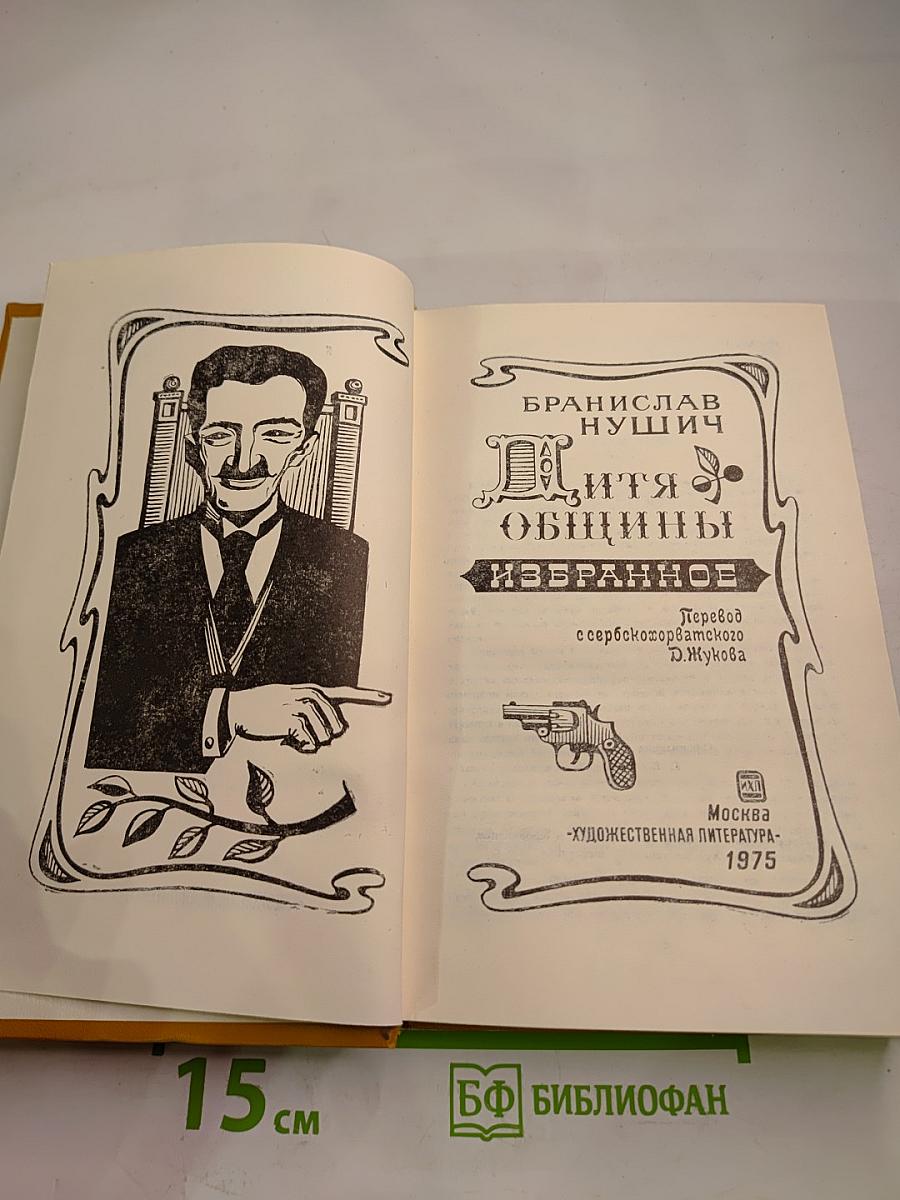 БРАНИСЛАВ
НУШИЧ
ДИТЯ
ОБЩИНЫ
ИЗБРАННОЕ
Перевод
с сербскохорватского
Д. Жукова
ИХЛ
Москва
«ХУДОЖЕСТВЕННАЯ ЛИТЕРАТУРА»
1975
15 см
БФ БИБЛИОФАН